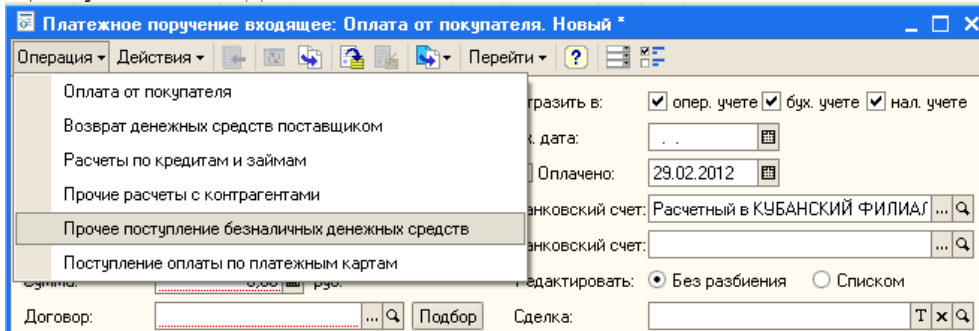 Платежное поручение входящее: Оплата от покупателя. Новый *
Операция Действия Перейти
Оплата от покупателя
Возврат денежных средств поставщиком
Расчеты по кредитам и займам
Прочие расчеты с контрагентами
Прочее поступление безналичных денежных средств
Поступление оплаты по платежным картам
опер. учете бух. учете нал. учете
дата: . .
Оплачено: 29.02.2012
счет: Расчетный в КУБАНСКИЙ ФИЛИАЛ ...
счет: ...
руб. Редактировать: Без разбиения Списком
Договор: ... Подбор Сделка: T x